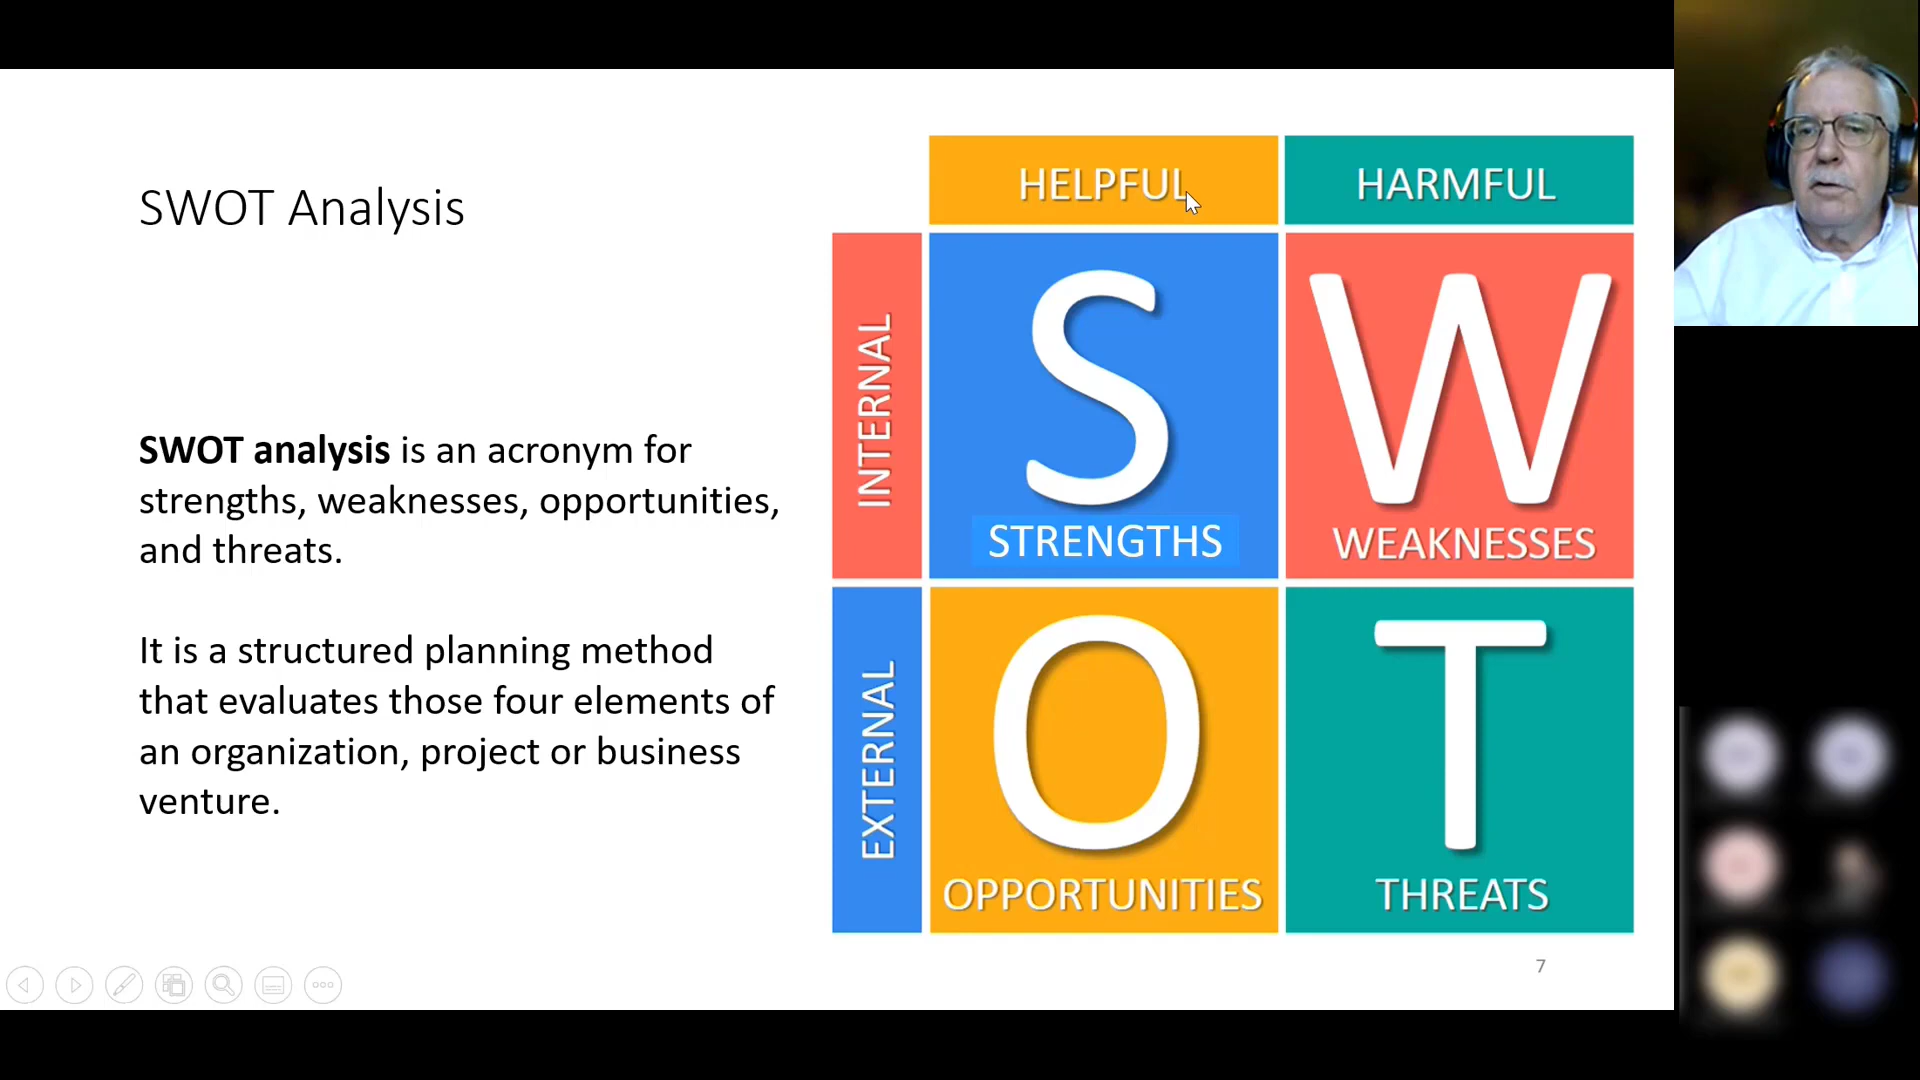 SWOT Analysis
SWOT analysis is an acronym for
strengths, weaknesses, opportunities,
and threats.
It is a structured planning method
that evaluates those four elements of
an organization, project or business
venture.
HELPFUL
HARMFUL
INTERNAL
S
STRENGTHS
W
WEAKNESSES
EXTERNAL
O
OPPORTUNITIES
T
THREATS
7